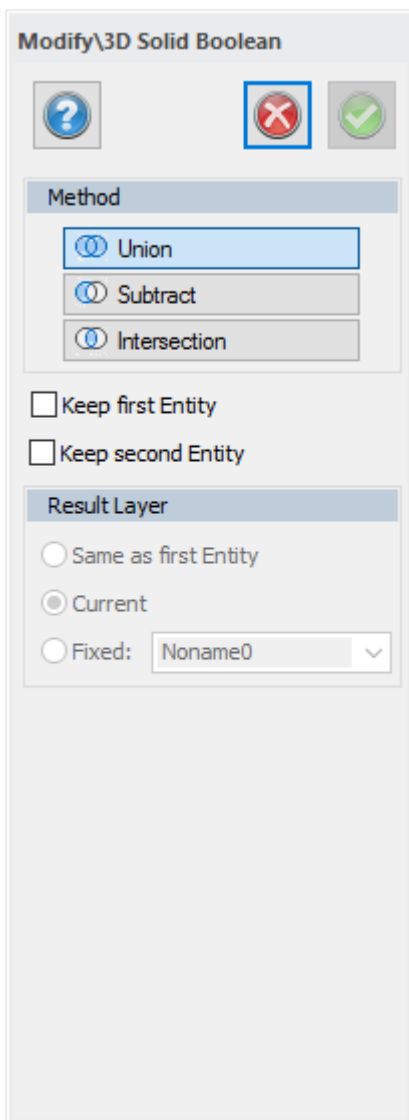 Modify\3D Solid Boolean
?
Method
Union
Subtract
Intersection
Keep first Entity
Keep second Entity
Result Layer
Same as first Entity
Current
Fixed: Noname0